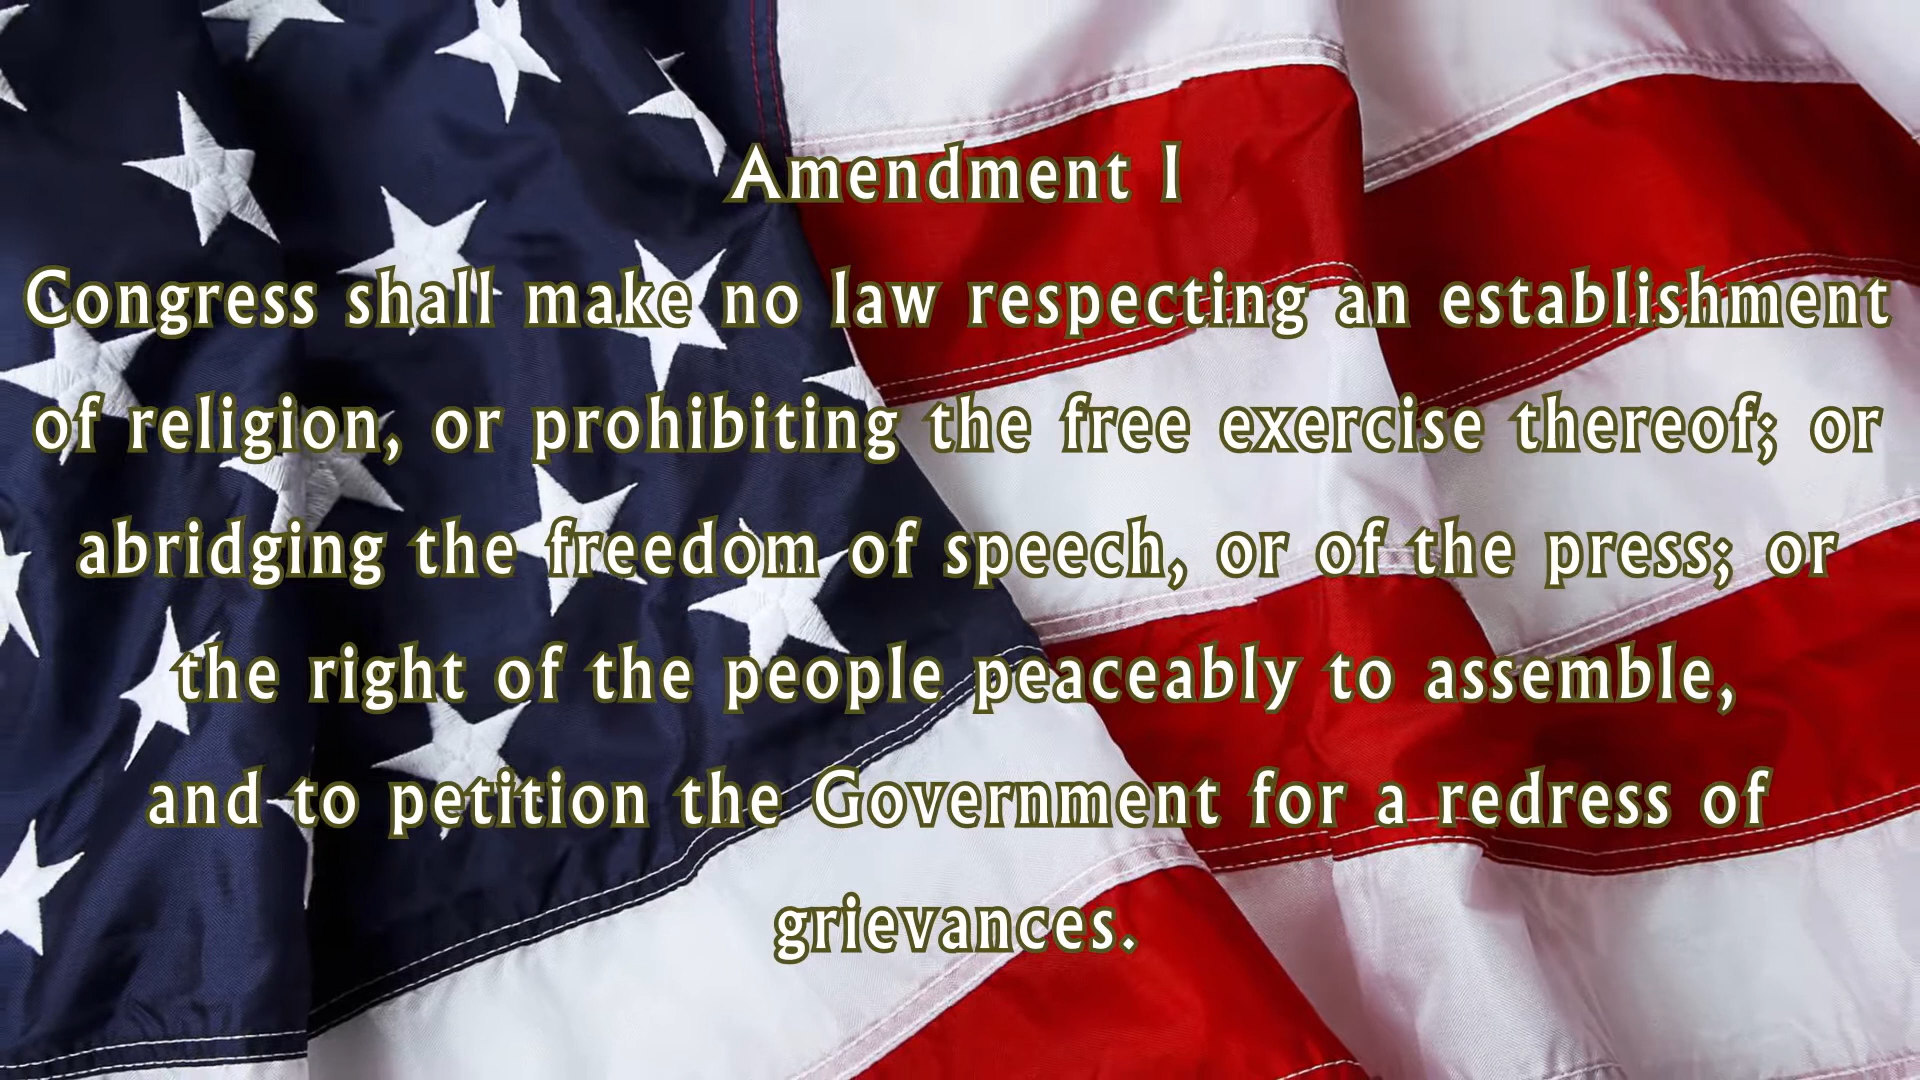 Amendment I
Congress shall make no law respecting an establishment
of religion, or prohibiting the free exercise thereof; or
abridging the freedom of speech, or of the press; or
the right of the people peaceably to assemble,
and to petition the Government for a redress of
grievances.